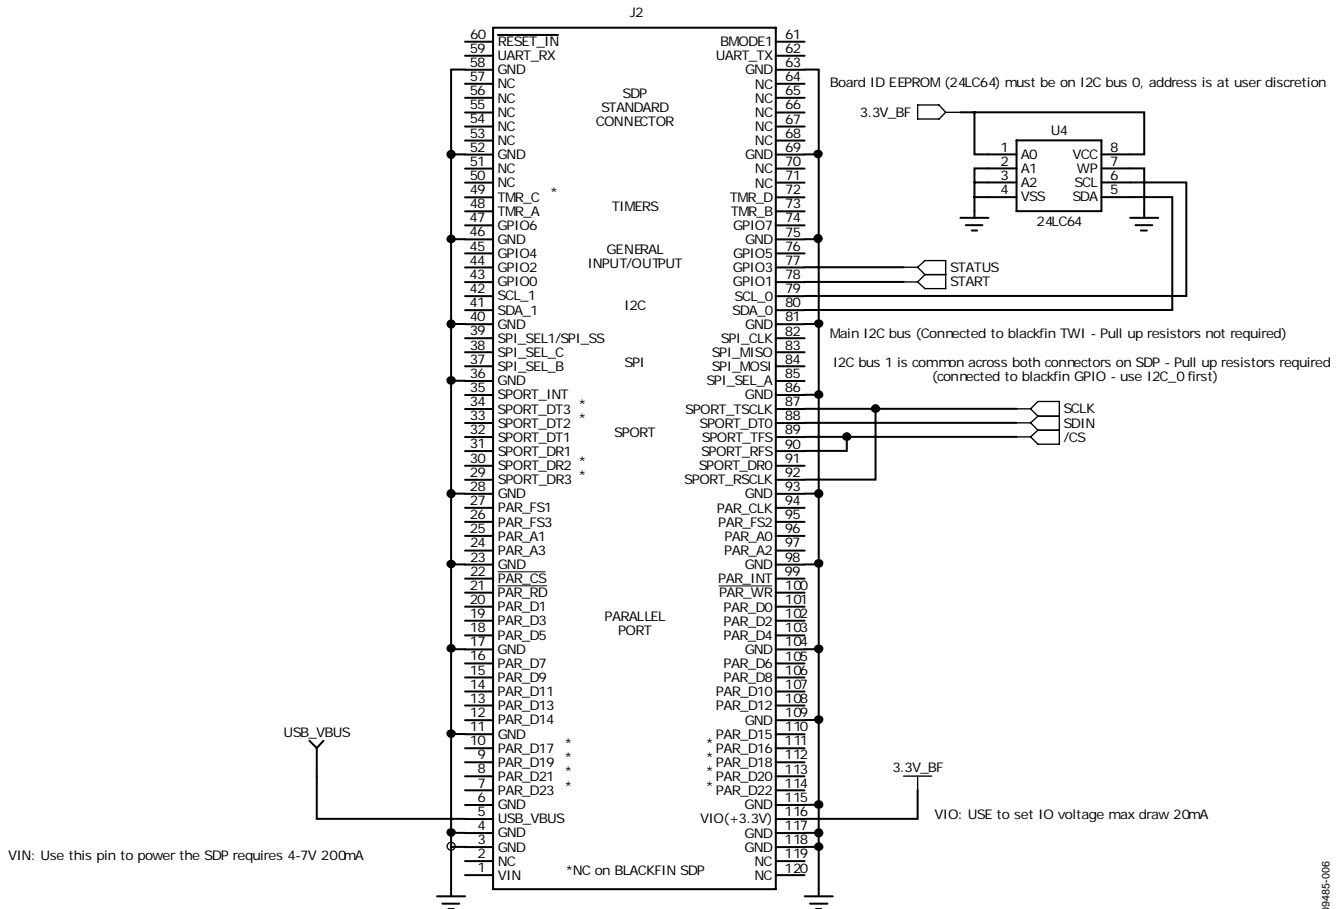 J2
60 RESET_IN BMODE1 61
59 UART_RX UART_TX 62
58 GND GND 63
57 NC NC 64
56 NC NC 65
55 NC NC 66
54 NC NC 67
53 NC NC 68
52 GND GND 69
51 NC NC 70
50 NC NC 71
49 TMR_C * TMR_D 72
48 TMR_A TMR_B 73
47 GPIO6 GPIO7 74
46 GND GND 75
45 GPIO4 GPIO5 76
44 GPIO2 GPIO3 77
43 GPIO0 GPIO1 78
42 SCL_1 SCL_0 79
41 SDA_1 SDA_0 80
40 GND GND 81
39 SPI_SEL1/SPI_SS SPI_CLK 82
38 SPI_SEL_C SPI_MISO 83
37 SPI_SEL_B SPI_MOSI 84
36 GND SPI_SEL_A 85
35 SPORT_INT GND 86
34 SPORT_DT3 * SPORT_TSCLK 87
33 SPORT_DT2 * SPORT_DT0 88
32 SPORT_DT1 SPORT_TFS 89
31 SPORT_DR1 SPORT_RFS 90
30 SPORT_DR2 * SPORT_DR0 91
29 SPORT_DR3 * SPORT_RSCLK 92
28 GND GND 93
27 PAR_FS1 PAR_CLK 94
26 PAR_FS3 PAR_FS2 95
25 PAR_A1 PAR_A0 96
24 PAR_A3 PAR_A2 97
23 GND GND 98
22 PAR_CS PAR_INT 99
21 PAR_RD PAR_WR 100
20 PAR_D1 PAR_D0 101
19 PAR_D3 PAR_D2 102
18 PAR_D5 PAR_D4 103
17 GND GND 104
16 PAR_D7 PAR_D6 105
15 PAR_D9 PAR_D8 106
14 PAR_D11 PAR_D10 107
13 PAR_D13 PAR_D12 108
12 PAR_D14 GND 109
11 GND PAR_D15 110
10 PAR_D17 * * PAR_D16 111
9 PAR_D19 * * PAR_D18 112
8 PAR_D21 * * PAR_D20 113
7 PAR_D23 * * PAR_D22 114
6 GND GND 115
5 USB_VBUS VIO(+3.3V) 116
4 GND GND 117
3 GND GND 118
2 NC NC 119
1 VIN *NC on BLACKFIN SDP NC 120
SDP
STANDARD
CONNECTOR
TIMERS
GENERAL
INPUT/OUTPUT
I2C
SPI
SPORT
PARALLEL
PORT
USB_VBUS
VIN: Use this pin to power the SDP requires 4-7V 200mA
Board ID EEPROM (24LC64) must be on I2C bus 0, address is at user discretion
3.3V_BF
U4
1 A0 VCC 8
2 A1 WP 7
3 A2 SCL 6
4 VSS SDA 5
24LC64
STATUS
START
Main I2C bus (Connected to blackfin TWI - Pull up resistors not required)
I2C bus 1 is common across both connectors on SDP - Pull up resistors required
(connected to blackfin GPIO - use I2C_0 first)
SCLK
SDIN
/CS
3.3V_BF
VIO: USE to set IO voltage max draw 20mA
09485-006